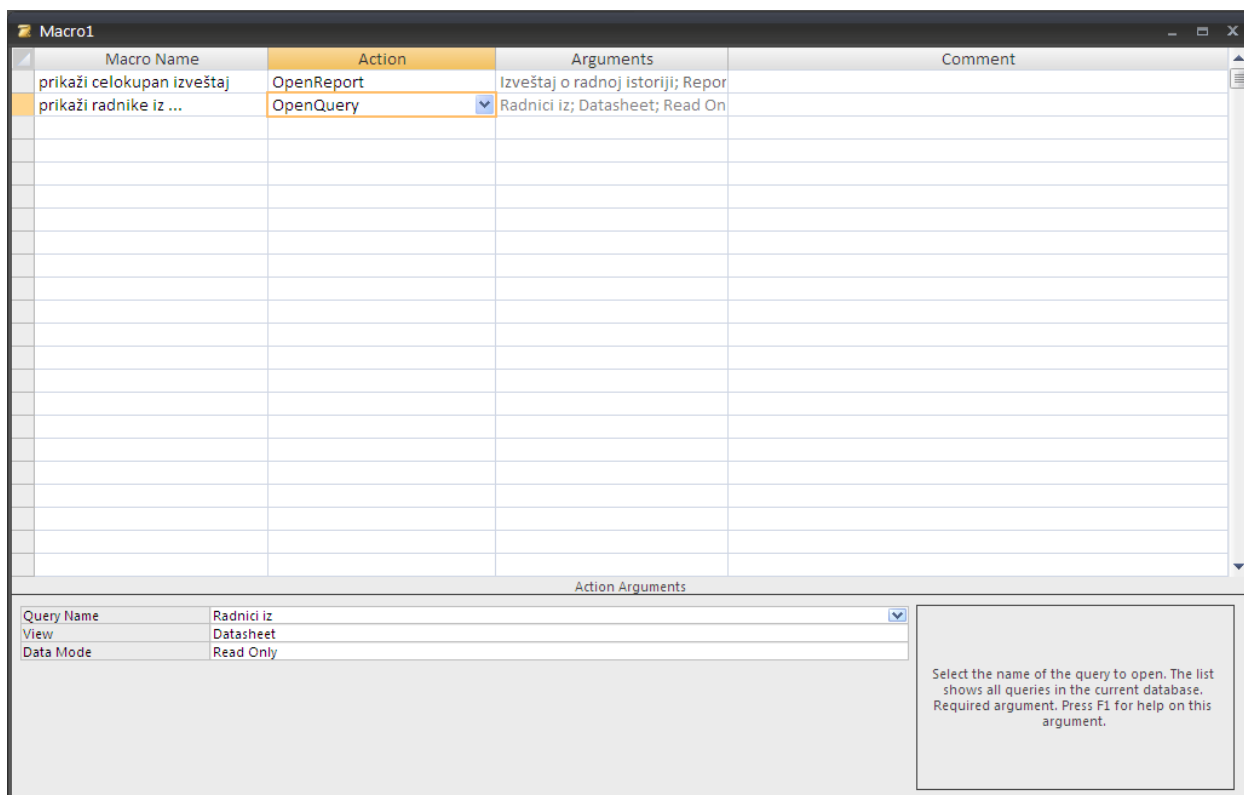 Macro1
Macro Name Action Arguments Comment
prikaži celokupan izveštaj OpenReport Izveštaj o radnoj istoriji; Repor
prikaži radnike iz ... OpenQuery Radnici iz; Datasheet; Read On
Action Arguments
Query Name Radnici iz
View Datasheet
Data Mode Read Only
Select the name of the query to open. The list
shows all queries in the current database.
Required argument. Press F1 for help on this
argument.